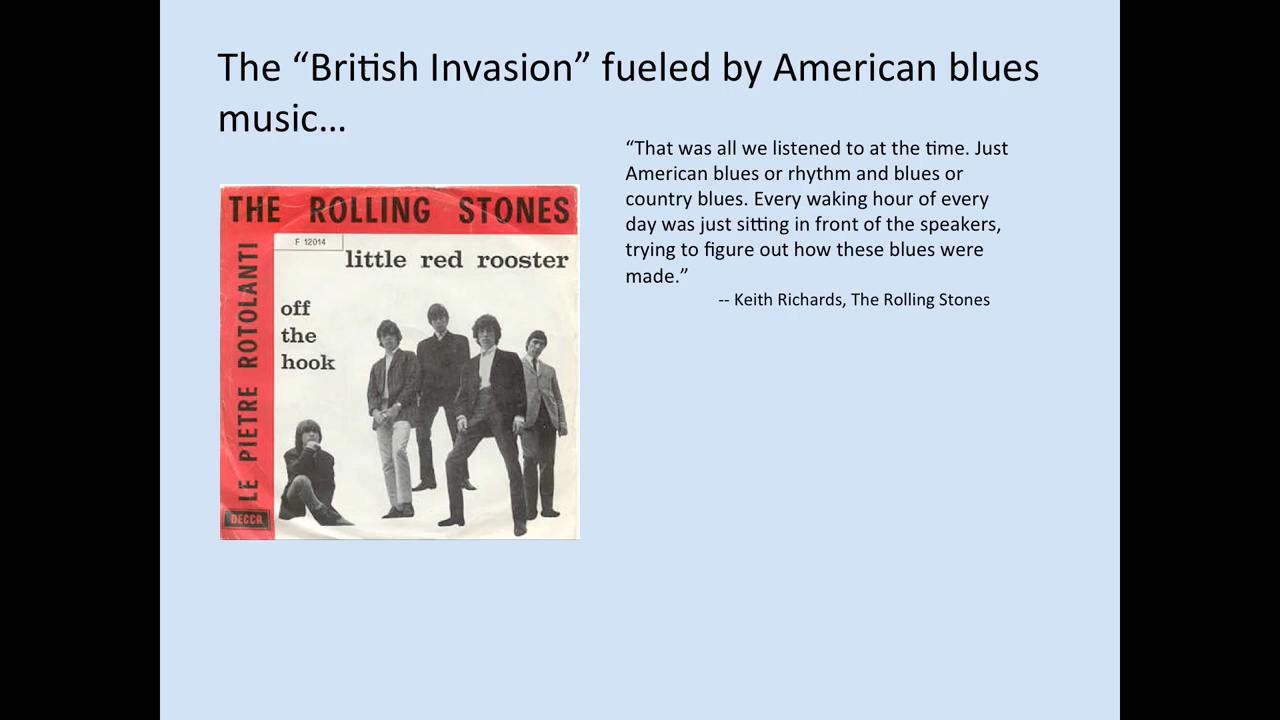 The “British Invasion” fueled by American blues
music…
“That was all we listened to at the time. Just
American blues or rhythm and blues or
country blues. Every waking hour of every
day was just sitting in front of the speakers,
trying to figure out how these blues were
made.”
-- Keith Richards, The Rolling Stones
THE ROLLING STONES
LE PIETRE ROTOLANTI
F 12014
little red rooster
off
the
hook
DECCA